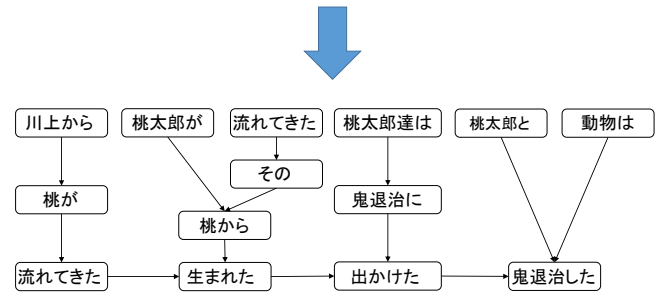 川上から
桃太郎が
流れてきた
桃太郎達は
桃太郎と
動物は
その
桃が
鬼退治に
桃から
流れてきた
生まれた
出かけた
鬼退治した